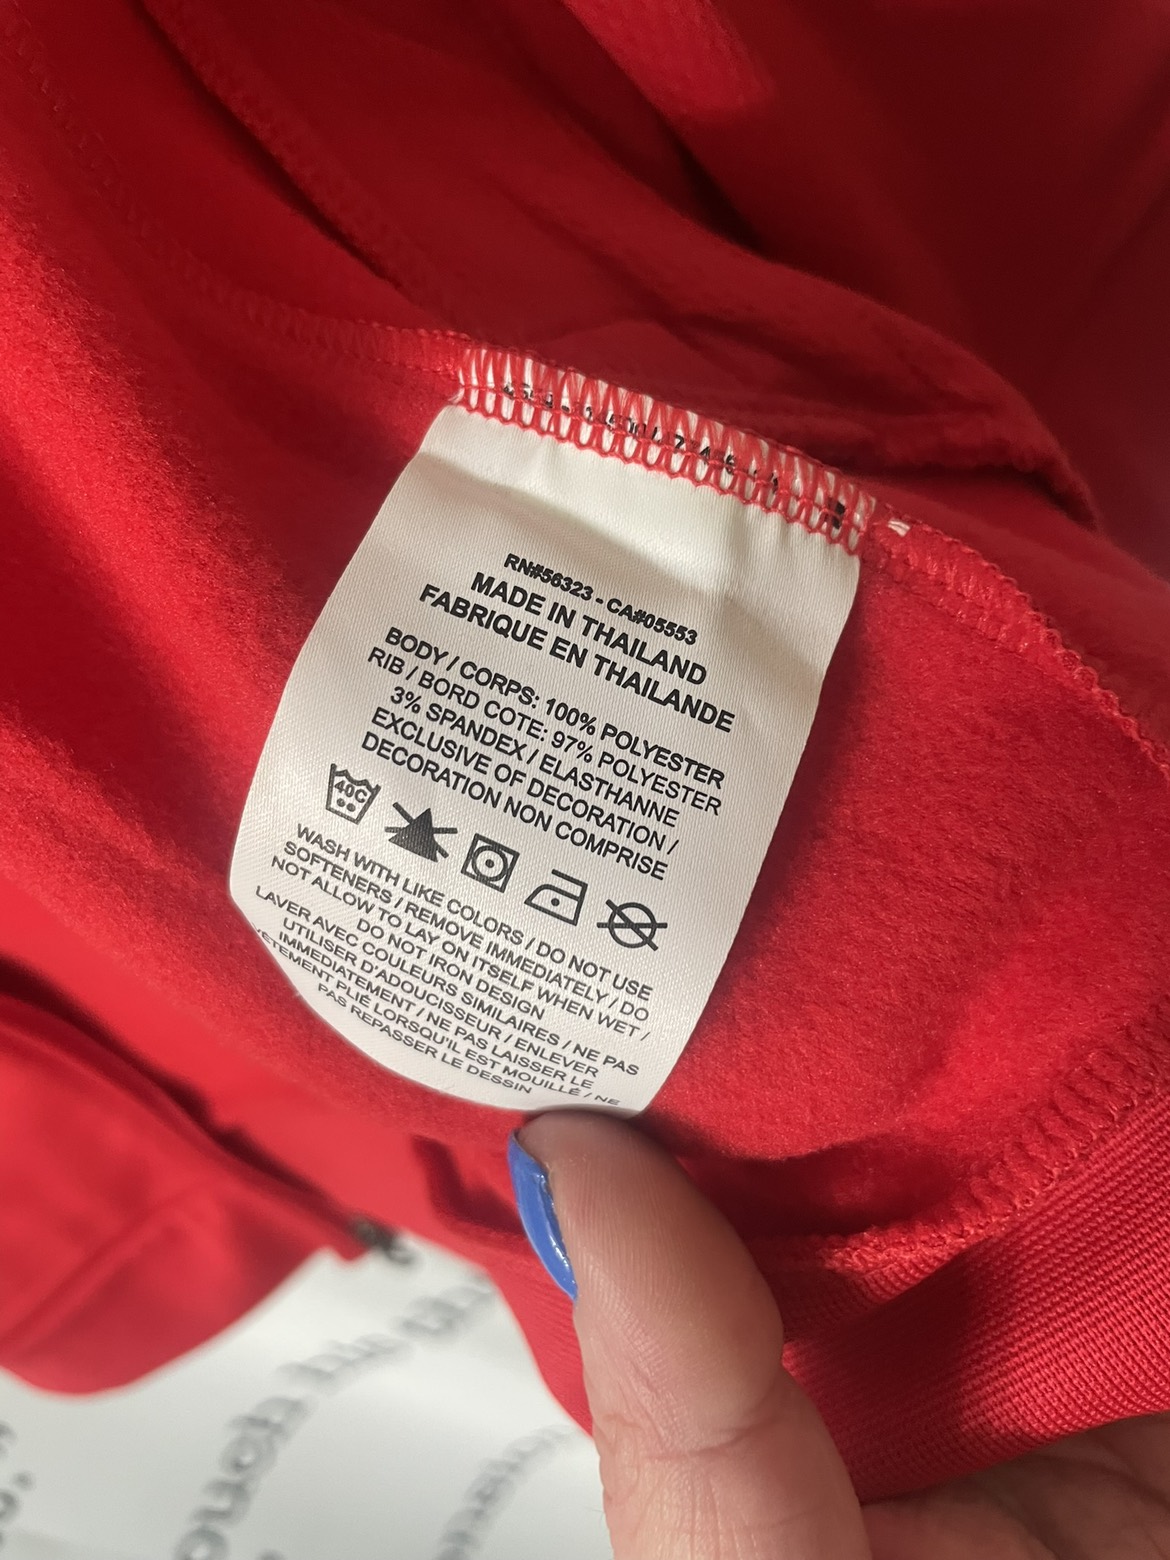 RN#56323 - CA#05553
MADE IN THAILAND
FABRIQUE EN THAILANDE
BODY / CORPS: 100% POLYESTER
RIB / BORD COTE: 97% POLYESTER
3% SPANDEX / ELASTHANNE
EXCLUSIVE OF DECORATION /
DECORATION NON COMPRISE
40C
WASH WITH LIKE COLORS / DO NOT USE
SOFTENERS / REMOVE IMMEDIATELY / DO
NOT ALLOW TO LAY ON ITSELF WHEN WET /
DO NOT IRON DESIGN
LAVER AVEC COULEURS SIMILAIRES / NE PAS
UTILISER D'ADOUCISSEUR / ENLEVER
IMMEDIATEMENT / NE PAS LAISSER LE
VÊTEMENT PLIÉ LORSQU'IL EST MOUILLÉ / NE
PAS REPASSER LE DESSIN